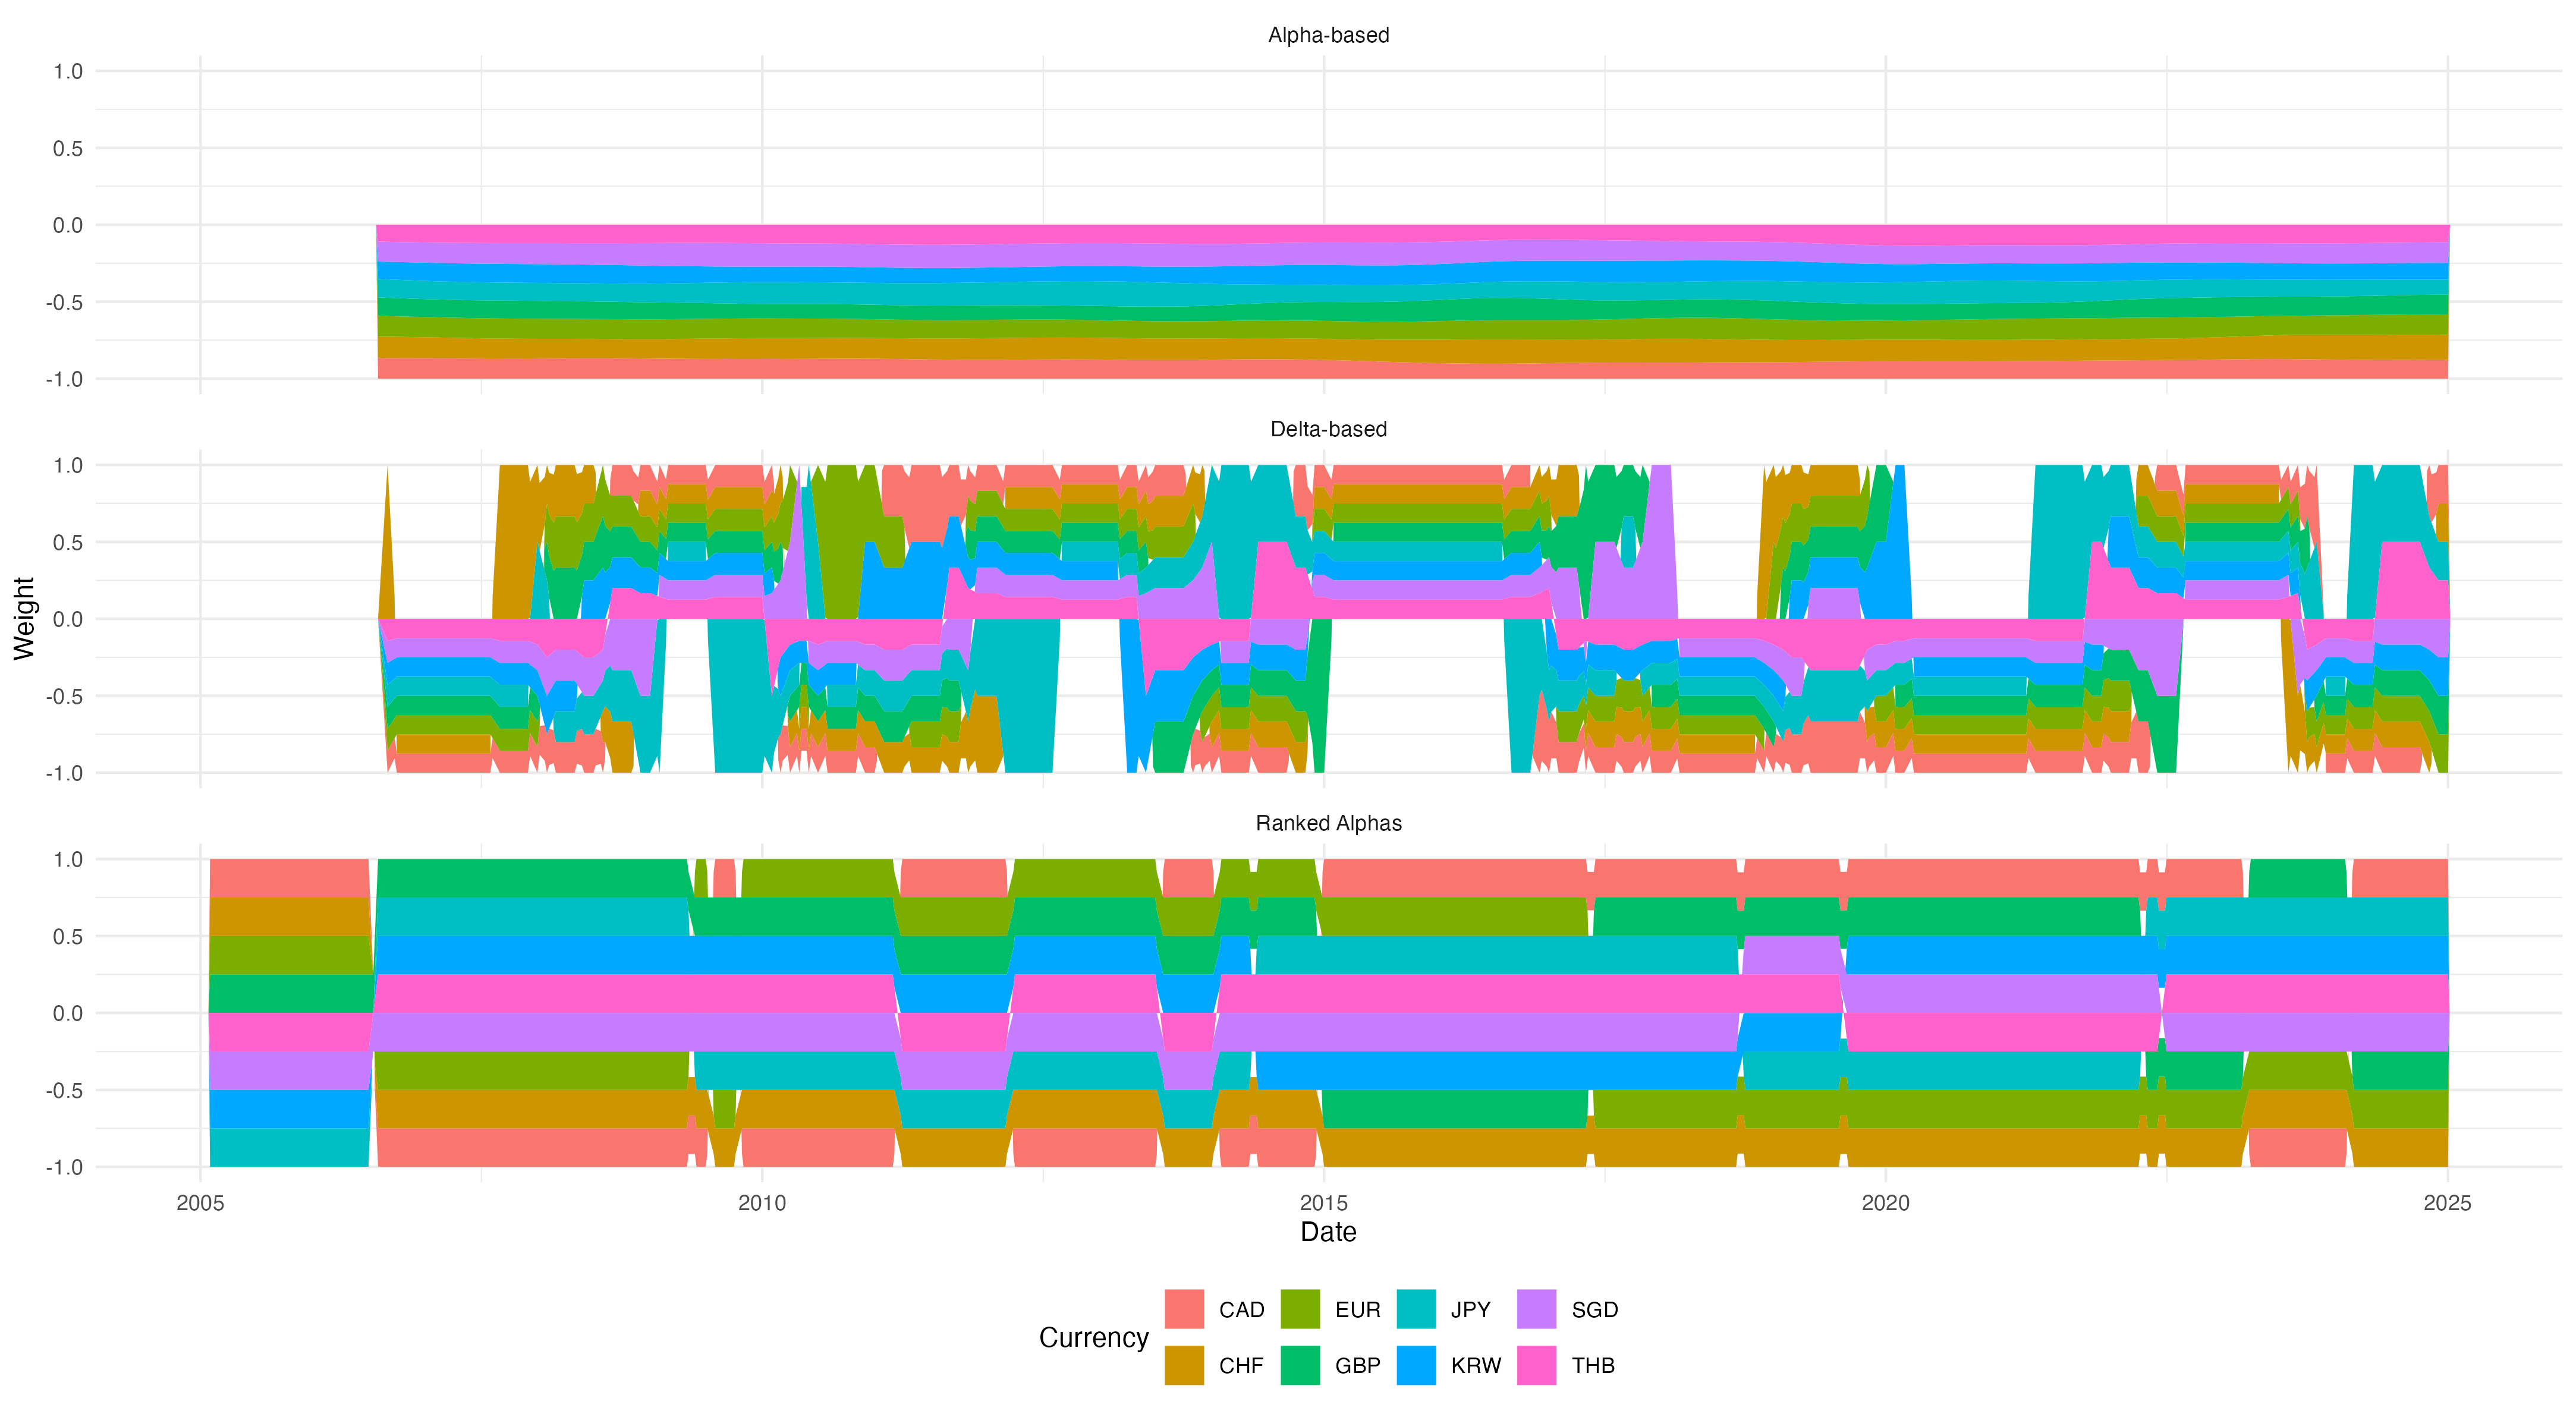 Alpha-based
1.0
0.5
0.0
-0.5
-1.0
Delta-based
1.0
0.5
0.0
-0.5
-1.0
Weight
Ranked Alphas
1.0
0.5
0.0
-0.5
-1.0
2005 2010 2015 2020 2025
Date
Currency
CAD EUR JPY SGD
CHF GBP KRW THB